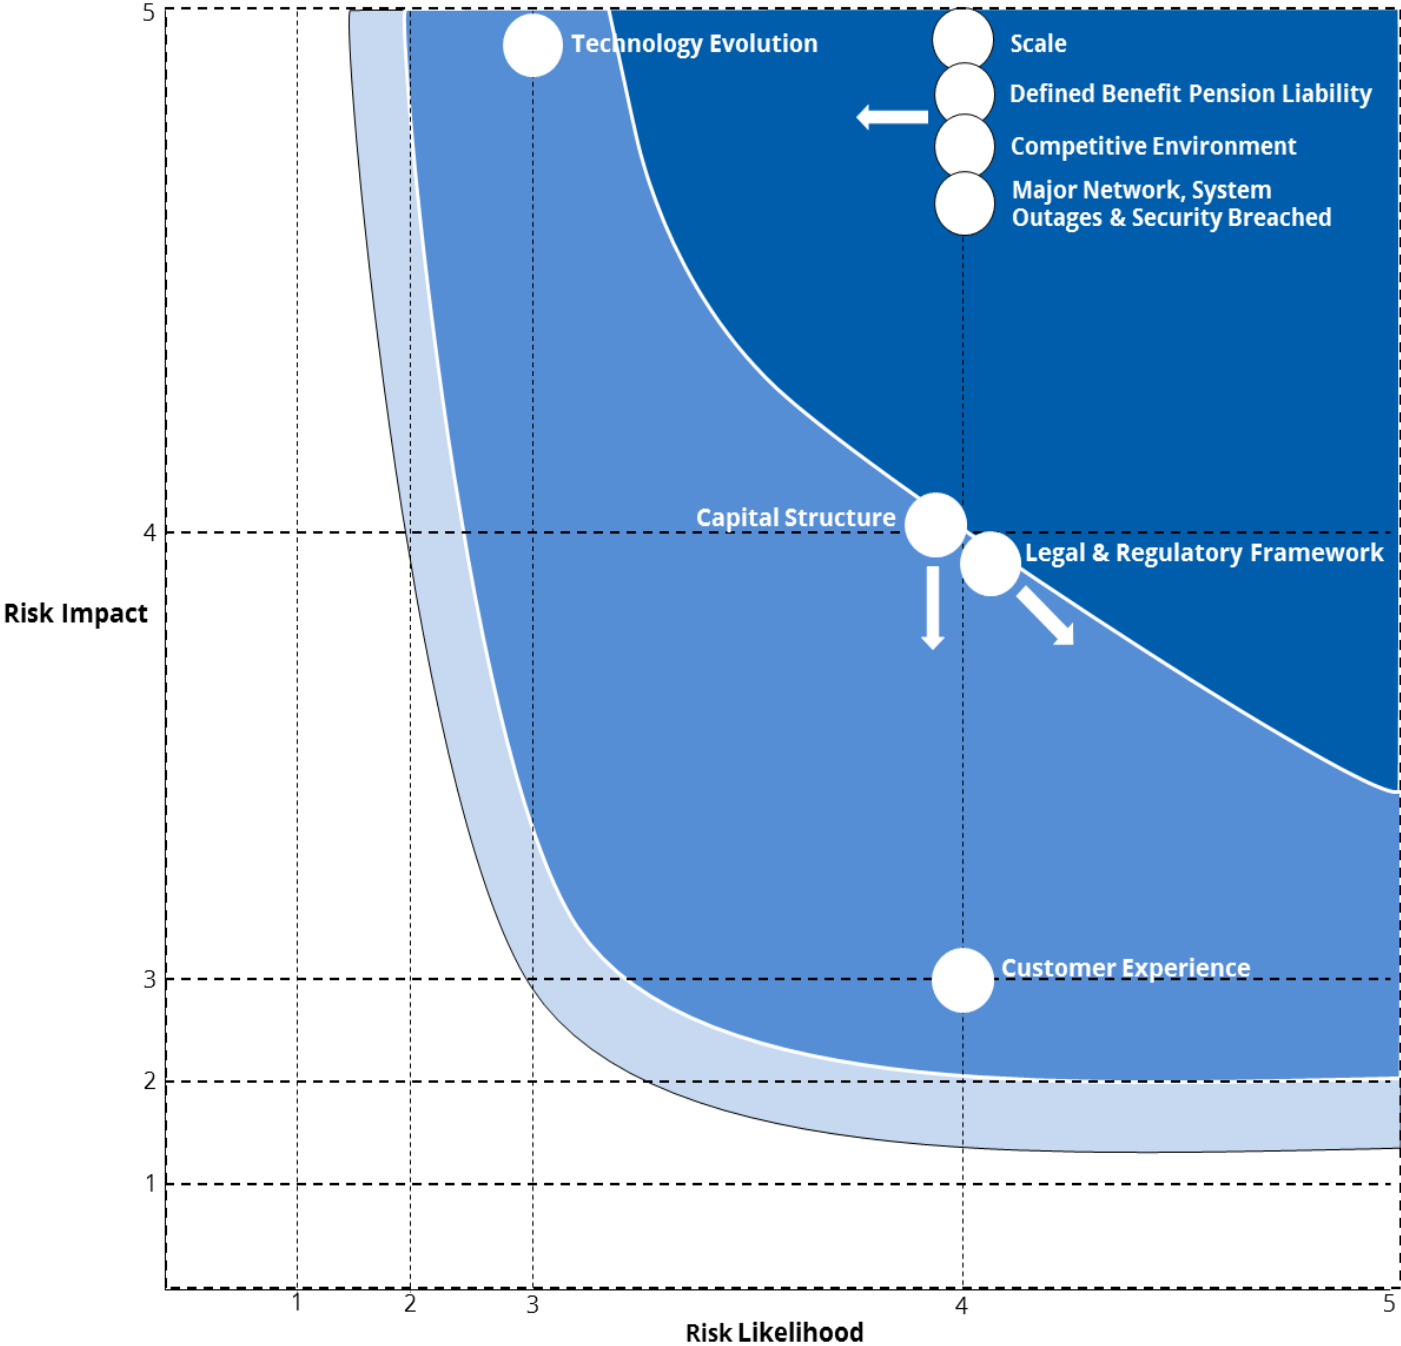 5
Technology Evolution
Scale
Defined Benefit Pension Liability
Competitive Environment
Major Network, System
Outages & Security Breached
Capital Structure
4
Legal & Regulatory Framework
Risk Impact
Customer Experience
3
2
1
1 2 3 4 5
Risk Likelihood